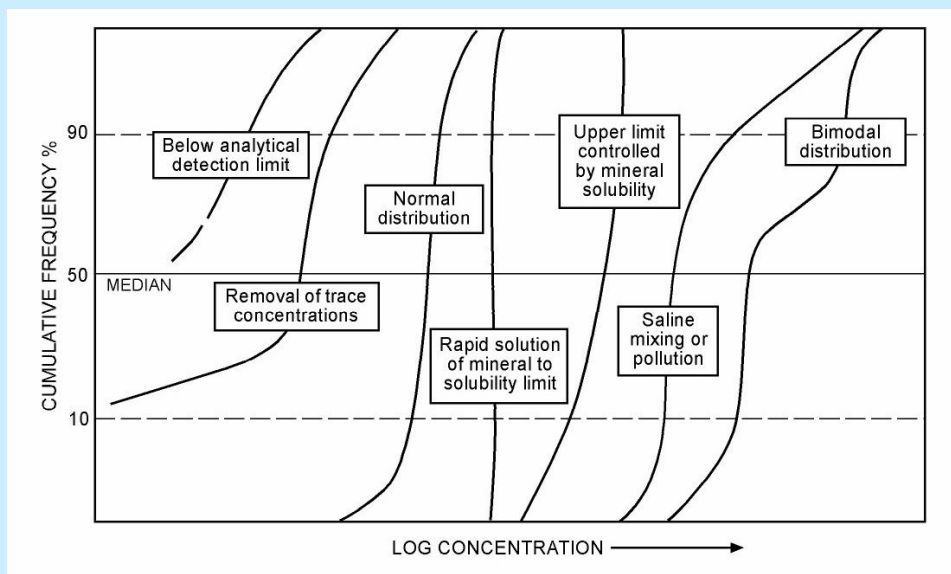 CUMULATIVE FREQUENCY %
90
50
10
MEDIAN
Below analytical
detection limit
Removal of trace
concentrations
Normal
distribution
Rapid solution
of mineral to
solubility limit
Upper limit
controlled
by mineral
solubility
Saline
mixing or
pollution
Bimodal
distribution
LOG CONCENTRATION